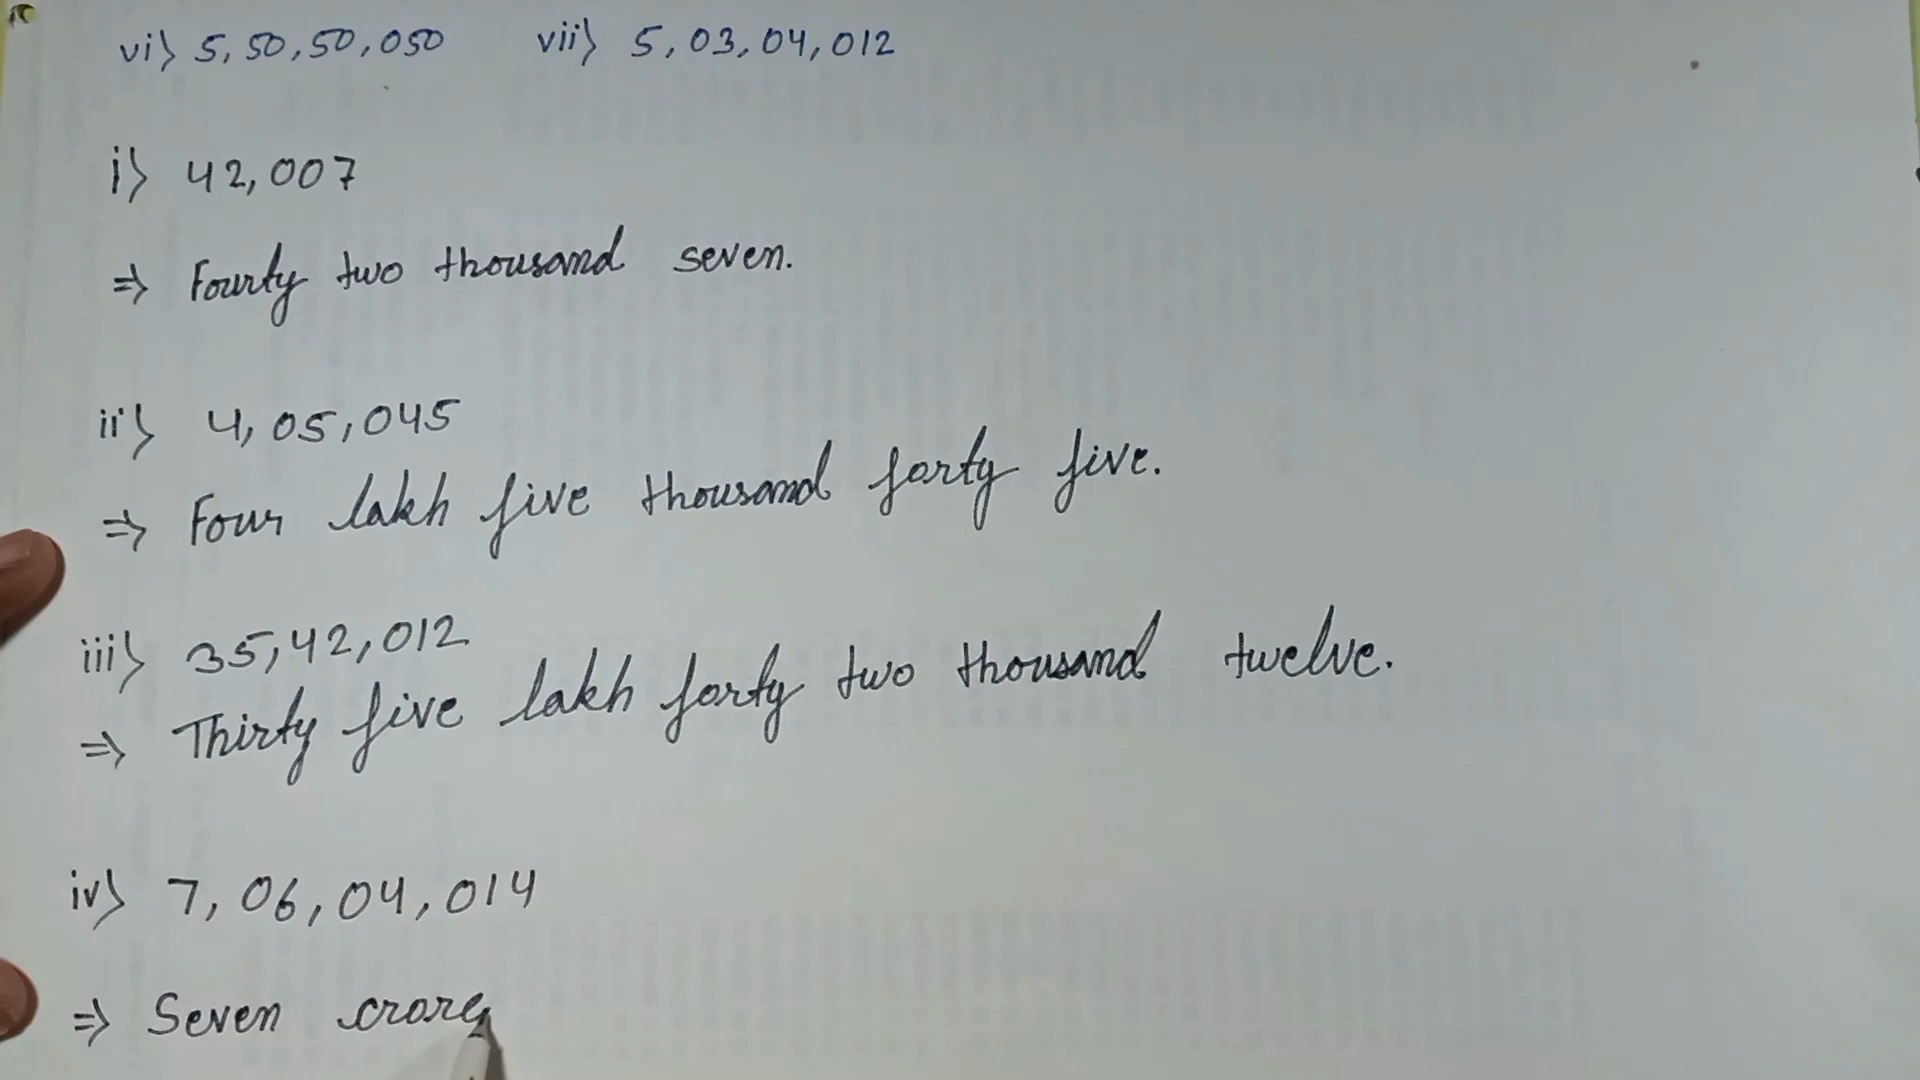 vi> 5,50,50,050 vii> 5,03,04,012
i> 42,007
⇒ Fourty two thousand seven.
ii> 4,05,045
⇒ Four lakh five thousand forty five.
iii> 35,42,012
⇒ Thirty five lakh forty two thousand twelve.
iv> 7,06,04,014
⇒ Seven crore